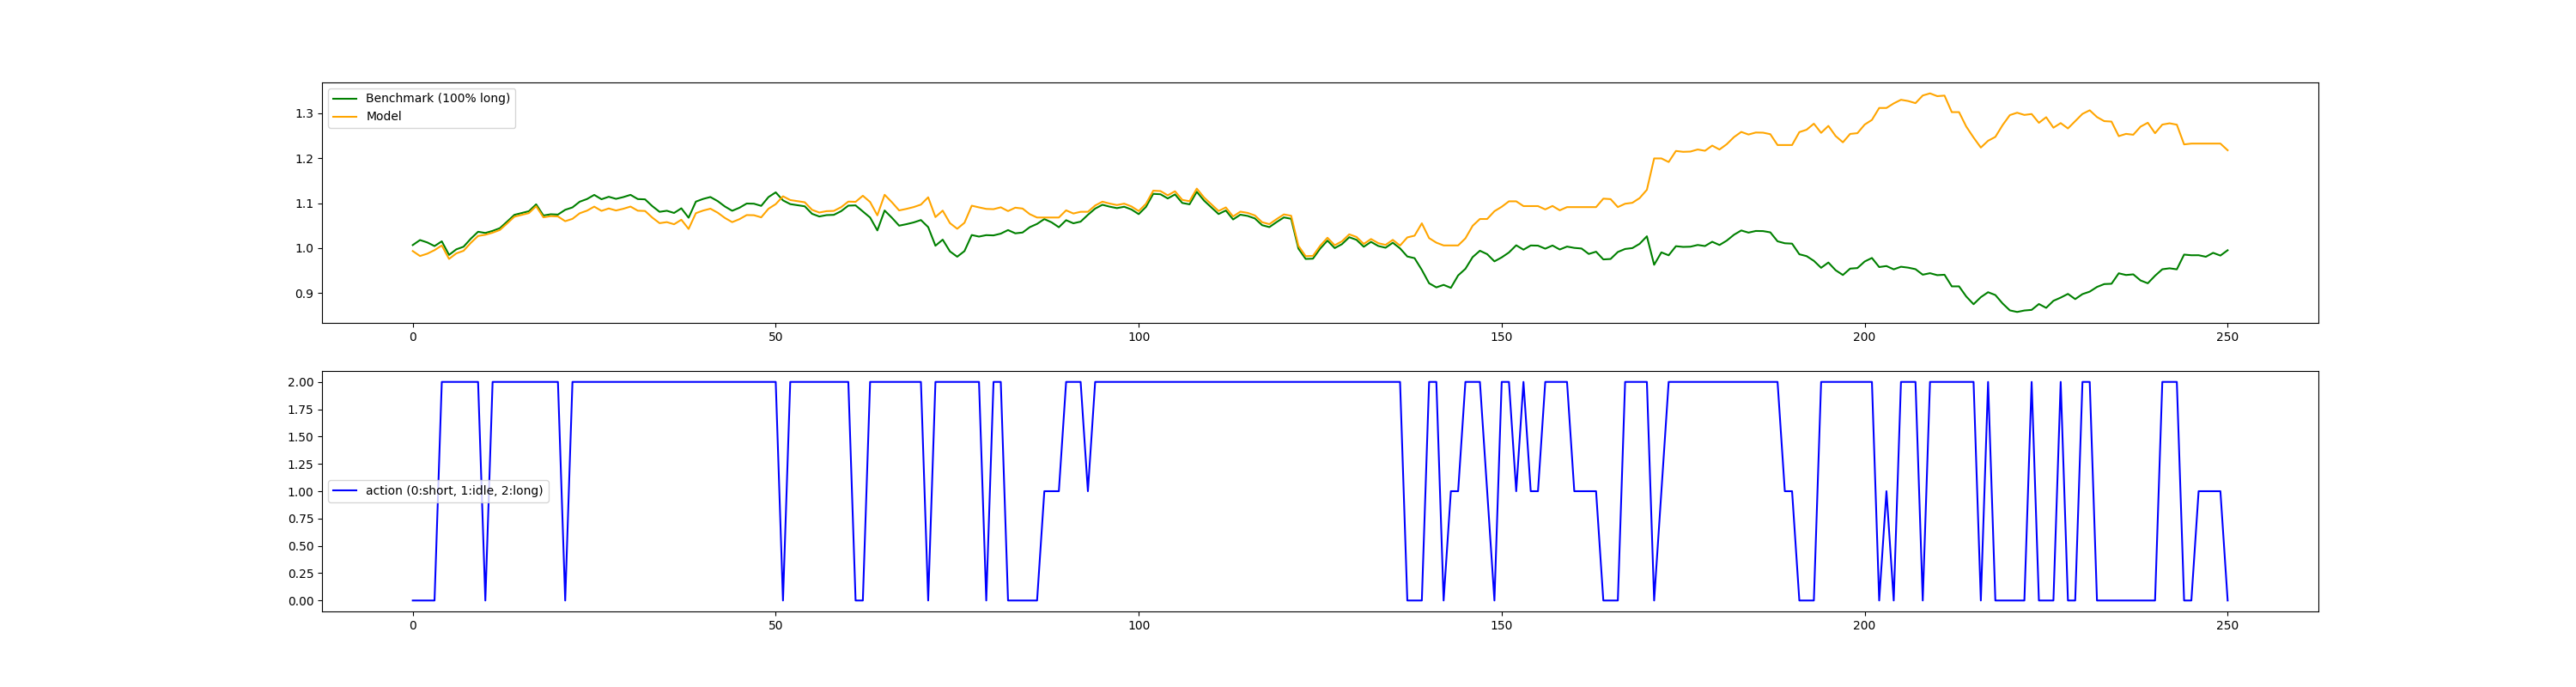 Benchmark (100% long)
Model
1.3
1.2
1.1
1.0
0.9
0 50 100 150 200 250
2.00
1.75
1.50
1.25
1.00
0.75
0.50
0.25
0.00
action (0:short, 1:idle, 2:long)
0 50 100 150 200 250